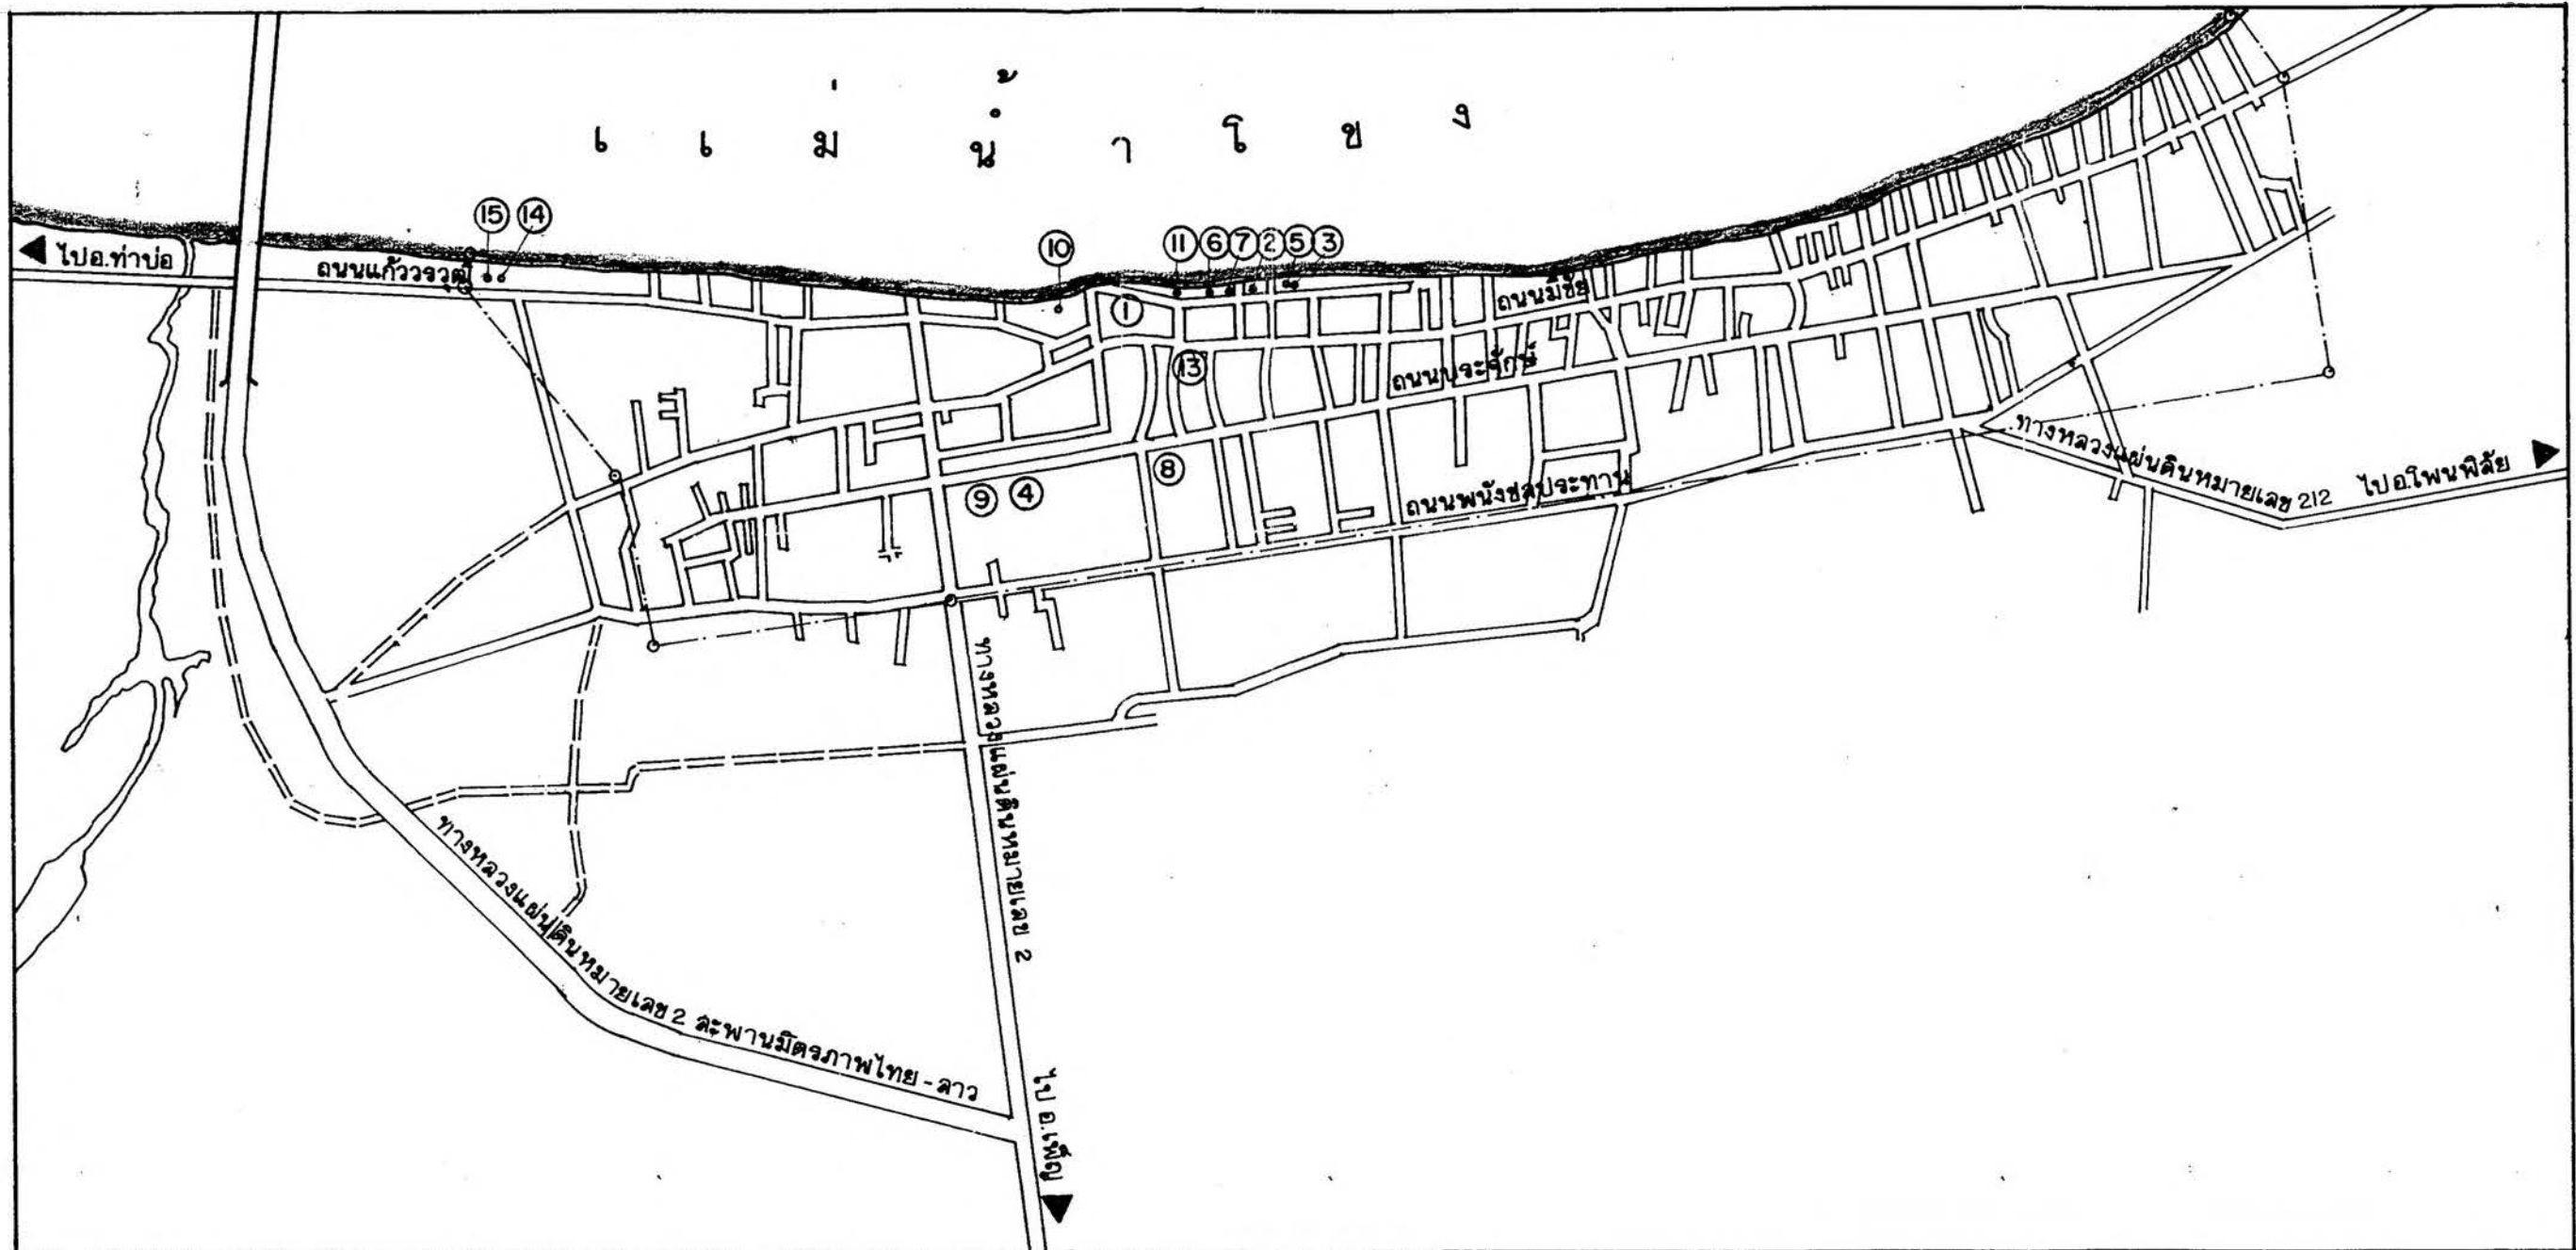 แม่น้ำโขง
15 14
10 11 6 7 2 5 3
ไปอ.ท่าบ่อ
ถนนแก้ววรวุฒิ
1
ถนนมีชัย
13
ถนนประจักษ์
8
9 4
ถนนพนังชลประทาน
ทางหลวงแผ่นดินหมายเลข 212
ไปอ.โพนพิสัย
ทางหลวงแผ่นดินหมายเลข 2
ทางหลวงแผ่นดินหมายเลข 2 สะพานมิตรภาพไทย - ลาว
ไป อ.เพ็ญ